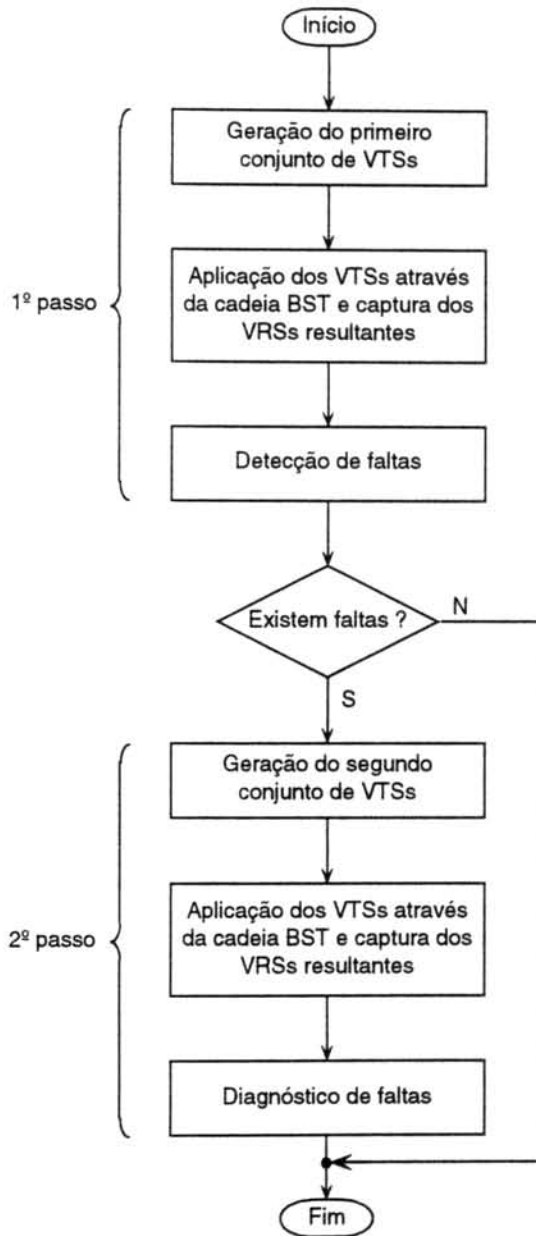 Início
Geração do primeiro
conjunto de VTSs
1º passo
Aplicação dos VTSs através
da cadeia BST e captura dos
VRSs resultantes
Detecção de faltas
Existem faltas ?
N
S
Geração do segundo
conjunto de VTSs
2º passo
Aplicação dos VTSs através
da cadeia BST e captura dos
VRSs resultantes
Diagnóstico de faltas
Fim